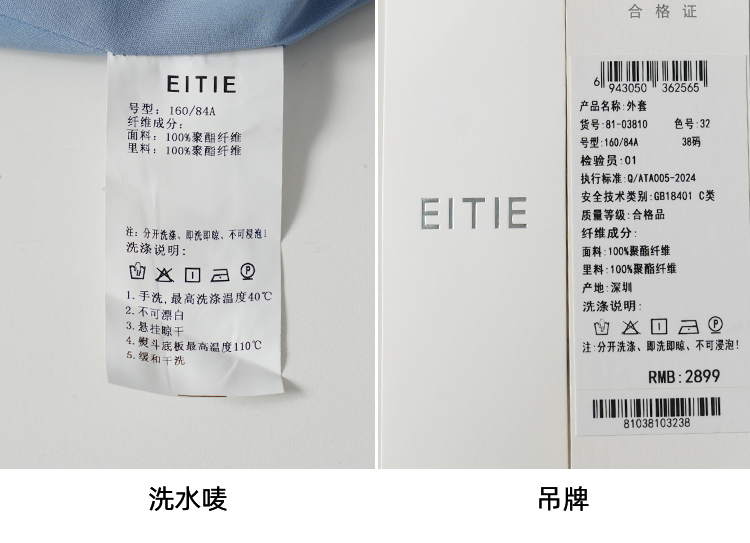 EITIE
号型: 160/84A
纤维成分:
面料: 100%聚酯纤维
里料: 100%聚酯纤维
注: 分开洗涤、即洗即晾、不可浸泡!
洗涤说明:
P
1. 手洗,最高洗涤温度40℃
2. 不可漂白
3. 悬挂晾干
4. 熨斗底板最高温度110℃
5. 缓和干洗
洗水唛
EITIE
合格证
6 943050 362565
产品名称:外套
货号:81-03810 色号:32
号型:160/84A 38码
检验员:01
执行标准:Q/ATA005-2024
安全技术类别:GB18401 C类
质量等级:合格品
纤维成分:
面料:100%聚酯纤维
里料:100%聚酯纤维
产地:深圳
洗涤说明:
P
注:分开洗涤、即洗即晾、不可浸泡!
RMB:2899
81038103238
吊牌